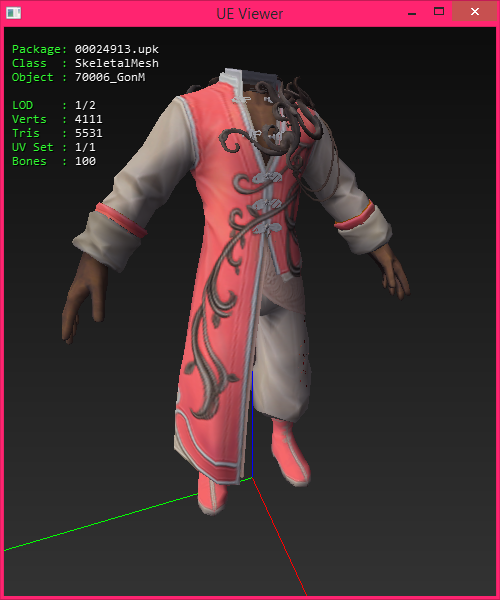 UE Viewer
Package: 00024913.upk
Class : SkeletalMesh
Object : 70006_GonM
LOD : 1/2
Verts : 4111
Tris : 5531
UV Set : 1/1
Bones : 100